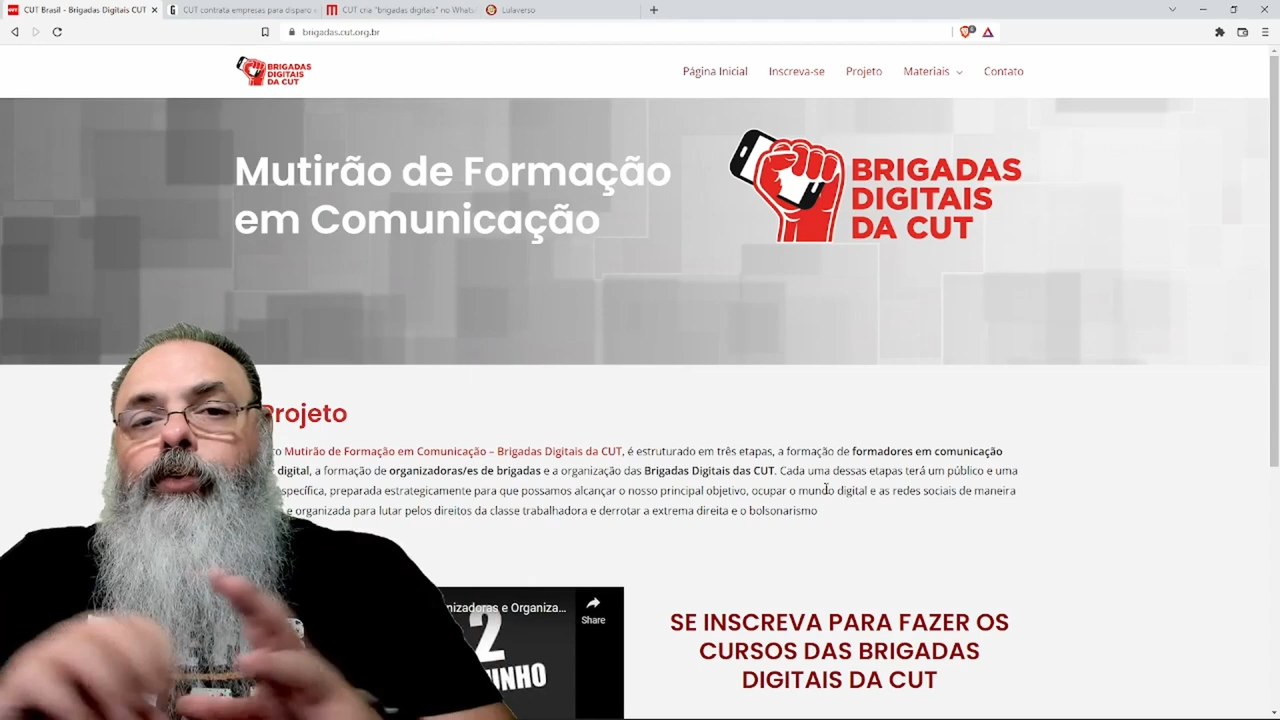 CUT Brasil - Brigadas Digitais CUT
CUT contrata empresas para disparo
CUT cria "brigadas digitais" no Whats
Lulaverso
brigadas.cut.org.br
BRIGADAS
DIGITAIS
DA CUT
Página Inicial
Inscreva-se
Projeto
Materiais
Contato
Mutirão de Formação
em Comunicação
BRIGADAS
DIGITAIS
DA CUT
Projeto
Mutirão de Formação em Comunicação – Brigadas Digitais da CUT, é estruturado em três etapas, a formação de formadores em comunicação
digital, a formação de organizadoras/es de brigadas e a organização das Brigadas Digitais das CUT. Cada uma dessas etapas terá um público e uma
specífica, preparada estrategicamente para que possamos alcançar o nosso principal objetivo, ocupar o mundo digital e as redes sociais de maneira
e organizada para lutar pelos direitos da classe trabalhadora e derrotar a extrema direita e o bolsonarismo
nizadoras e Organiza...
Share
2
INHO
SE INSCREVA PARA FAZER OS
CURSOS DAS BRIGADAS
DIGITAIS DA CUT